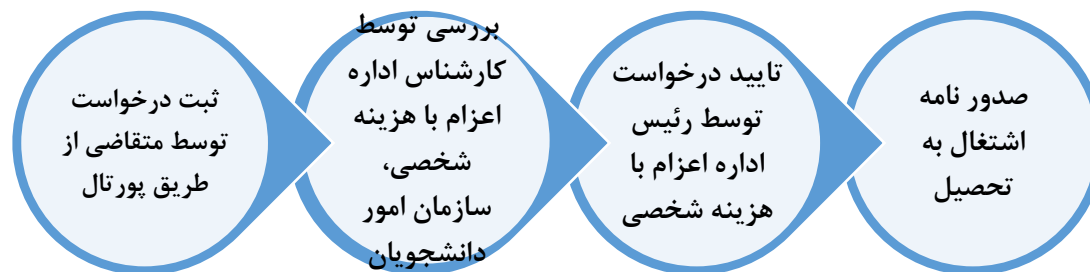 ثبت درخواست
توسط متقاضی از
طریق پورتال
بررسی توسط
کارشناس اداره
اعزام با هزینه
شخصی،
سازمان امور
دانشجویان
تایید درخواست
توسط رئیس
اداره اعزام با
هزینه شخصی
صدور نامه
اشتغال به
تحصیل